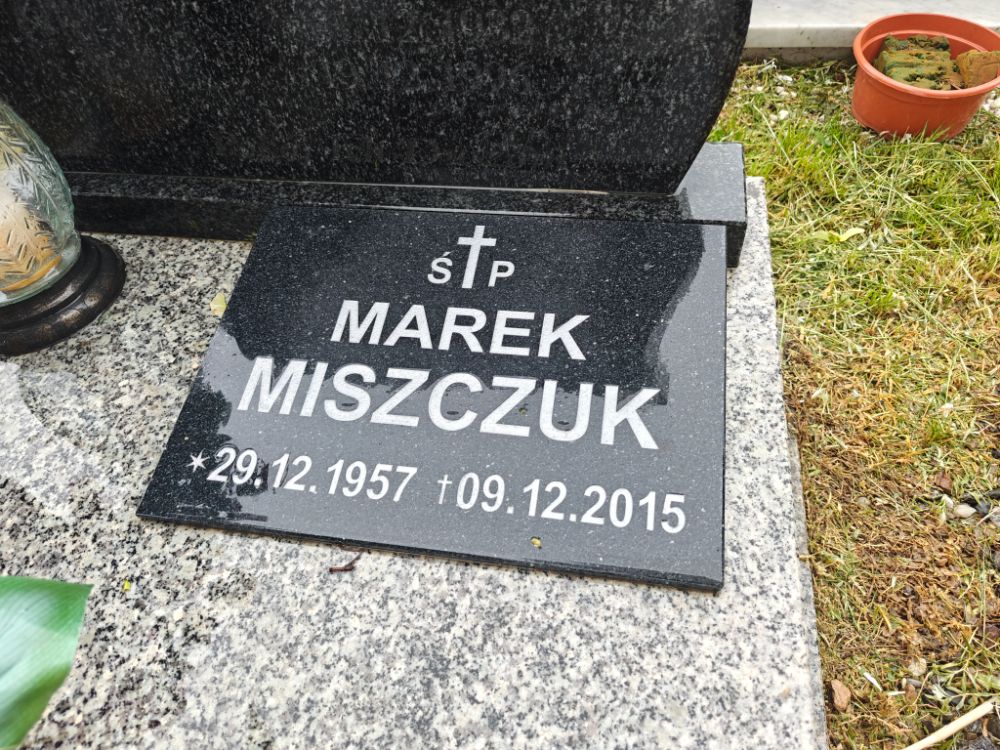 Ś†P
MAREK
MISZCZUK
*29.12.1957 †09.12.2015